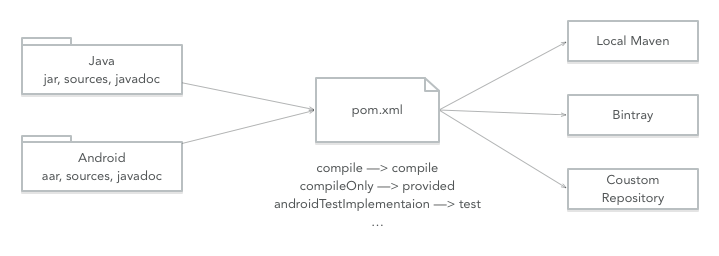 Java
jar, sources, javadoc
Android
aar, sources, javadoc
pom.xml
compile —> compile
compileOnly —> provided
androidTestImplementaion —> test
...
Local Maven
Bintray
Coustom
Repository